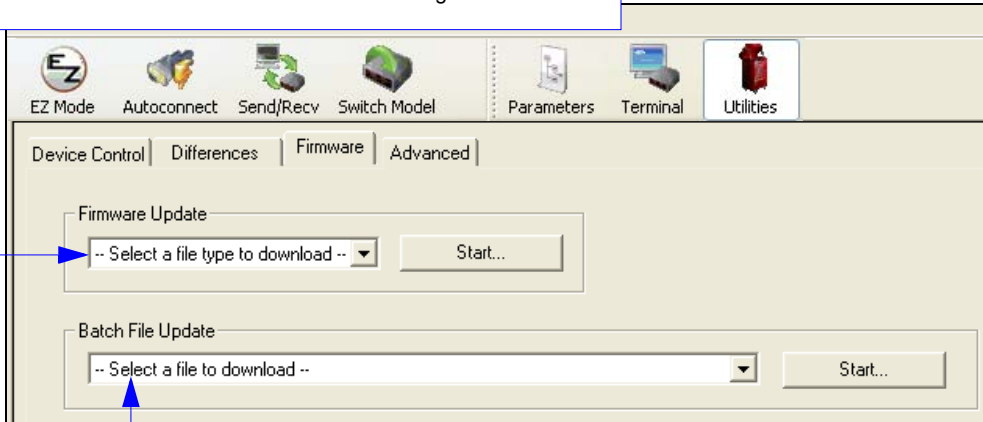 EZ
EZ Mode Autoconnect Send/Recv Switch Model Parameters Terminal Utilities
Device Control Differences Firmware Advanced
Firmware Update
-- Select a file type to download -- Start...
Batch File Update
-- Select a file to download -- Start...